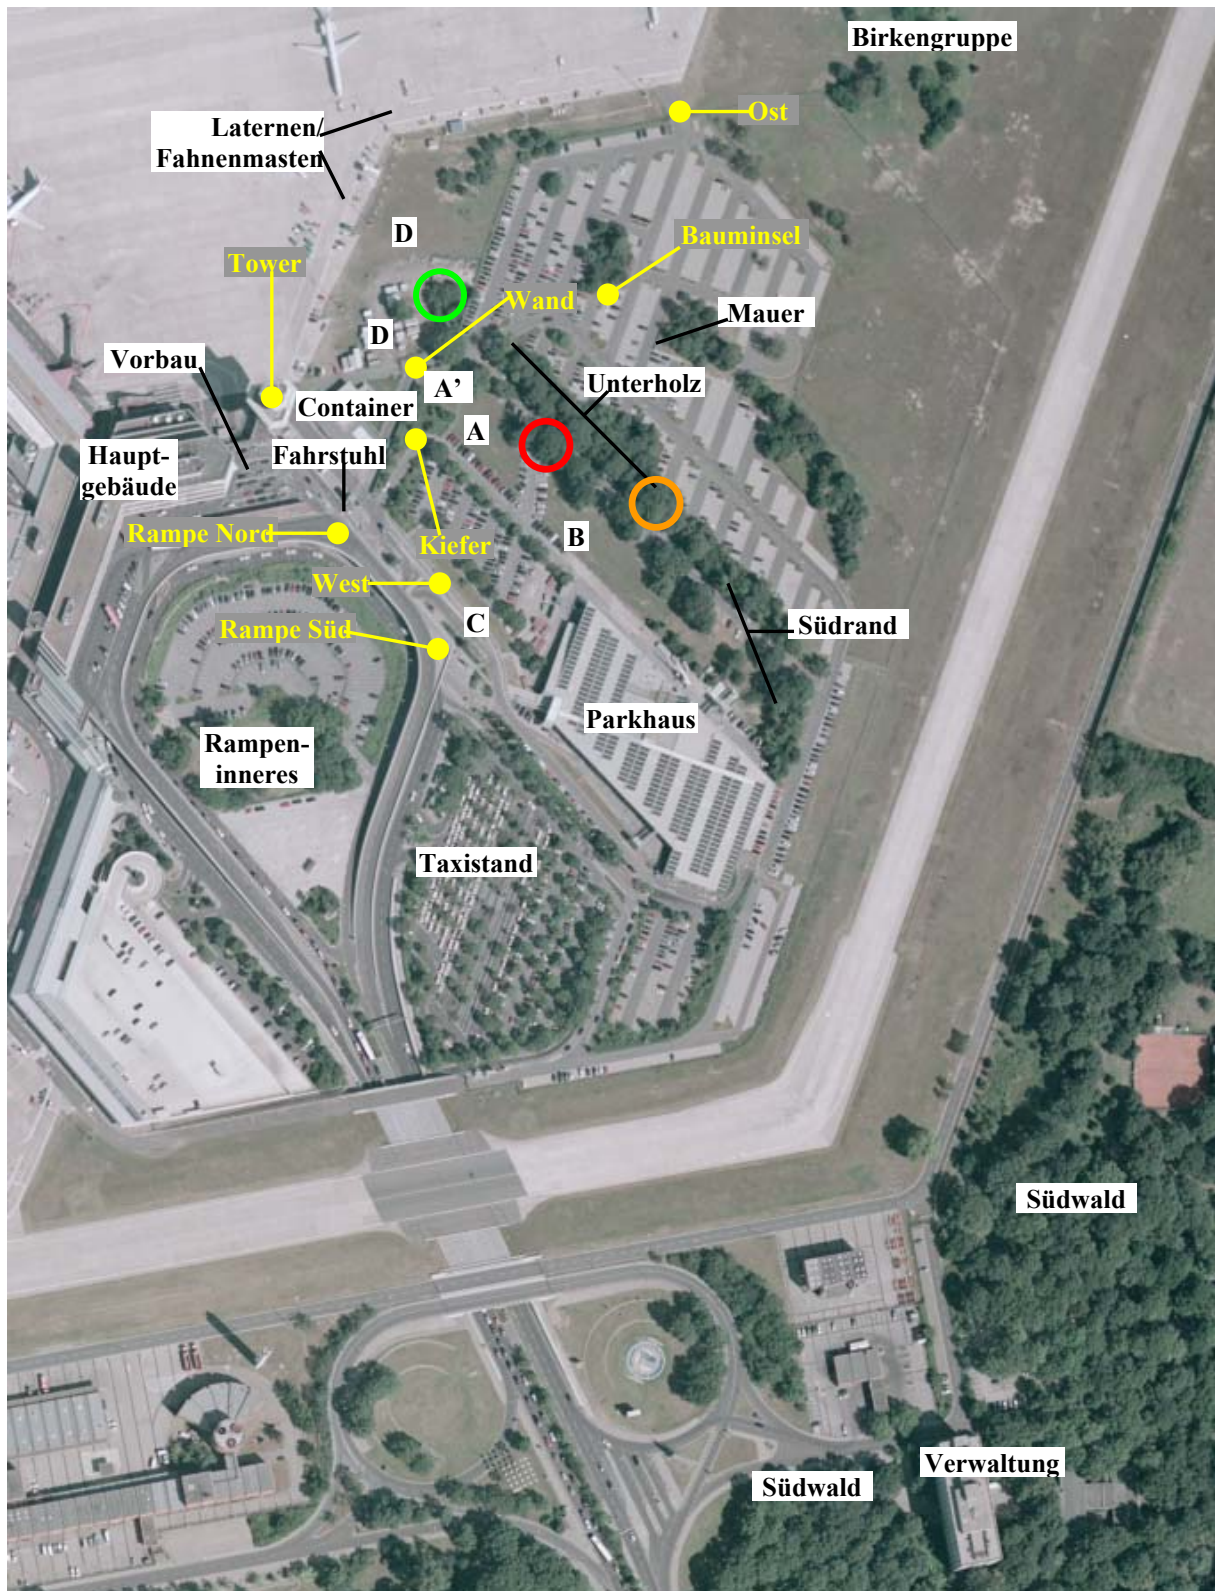 Birkengruppe
Ost
Laternen/
Fahnenmasten
D
Bauminsel
Tower
Wand
Mauer
D
Vorbau
A’
Unterholz
Container
A
Haupt-
gebäude
Fahrstuhl
Rampe Nord
Kiefer
B
West
Rampe Süd
C
Südrand
Parkhaus
Rampen-
inneres
Taxistand
Südwald
Verwaltung
Südwald